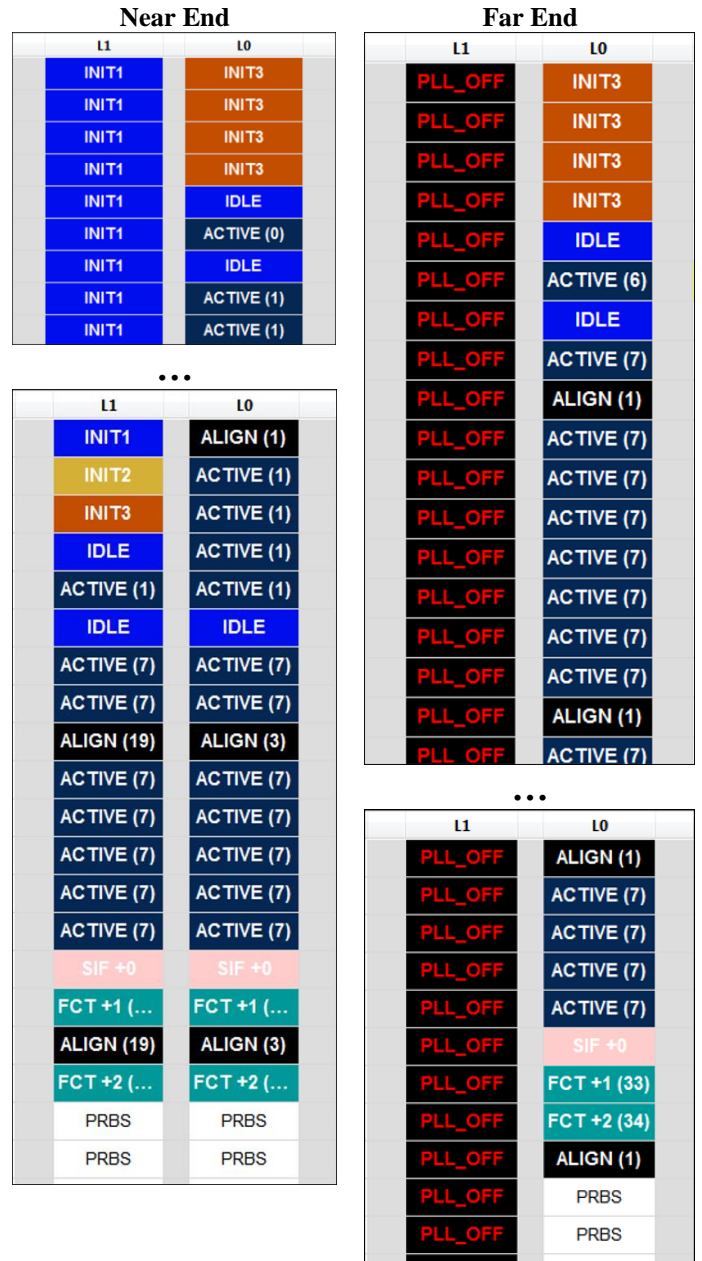 Near End
L1 L0
INIT1 INIT3
INIT1 INIT3
INIT1 INIT3
INIT1 INIT3
INIT1 IDLE
INIT1 ACTIVE (0)
INIT1 IDLE
INIT1 ACTIVE (1)
INIT1 ACTIVE (1)
...
L1 L0
INIT1 ALIGN (1)
INIT2 ACTIVE (1)
INIT3 ACTIVE (1)
IDLE ACTIVE (1)
ACTIVE (1) ACTIVE (1)
IDLE IDLE
ACTIVE (7) ACTIVE (7)
ACTIVE (7) ACTIVE (7)
ALIGN (19) ALIGN (3)
ACTIVE (7) ACTIVE (7)
ACTIVE (7) ACTIVE (7)
ACTIVE (7) ACTIVE (7)
ACTIVE (7) ACTIVE (7)
ACTIVE (7) ACTIVE (7)
SIF +0 SIF +0
FCT +1 (... FCT +1 (...
ALIGN (19) ALIGN (3)
FCT +2 (... FCT +2 (...
PRBS PRBS
PRBS PRBS
Far End
L1 L0
PLL_OFF INIT3
PLL_OFF INIT3
PLL_OFF INIT3
PLL_OFF INIT3
PLL_OFF IDLE
PLL_OFF ACTIVE (6)
PLL_OFF IDLE
PLL_OFF ACTIVE (7)
PLL_OFF ALIGN (1)
PLL_OFF ACTIVE (7)
PLL_OFF ACTIVE (7)
PLL_OFF ACTIVE (7)
PLL_OFF ACTIVE (7)
PLL_OFF ACTIVE (7)
PLL_OFF ACTIVE (7)
PLL_OFF ACTIVE (7)
PLL_OFF ALIGN (1)
PLL_OFF ACTIVE (7)
...
L1 L0
PLL_OFF ALIGN (1)
PLL_OFF ACTIVE (7)
PLL_OFF ACTIVE (7)
PLL_OFF ACTIVE (7)
PLL_OFF ACTIVE (7)
PLL_OFF SIF +0
PLL_OFF FCT +1 (33)
PLL_OFF FCT +2 (34)
PLL_OFF ALIGN (1)
PLL_OFF PRBS
PLL_OFF PRBS